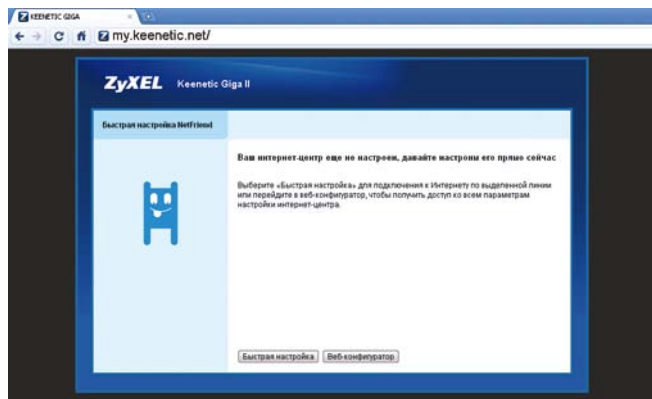 KEENETIC GIGA
my.keenetic.net/
ZyXEL Keenetic Giga II
Быстрая настройка NetFriend
Ваш интернет-центр еще не настроен, давайте настроим его прямо сейчас
Выберите «Быстрая настройка» для подключения к Интернету по выделенной линии
или перейдите в веб-конфигуратор, чтобы получить доступ ко всем параметрам
настройки интернет-центра.
Быстрая настройка Веб-конфигуратор